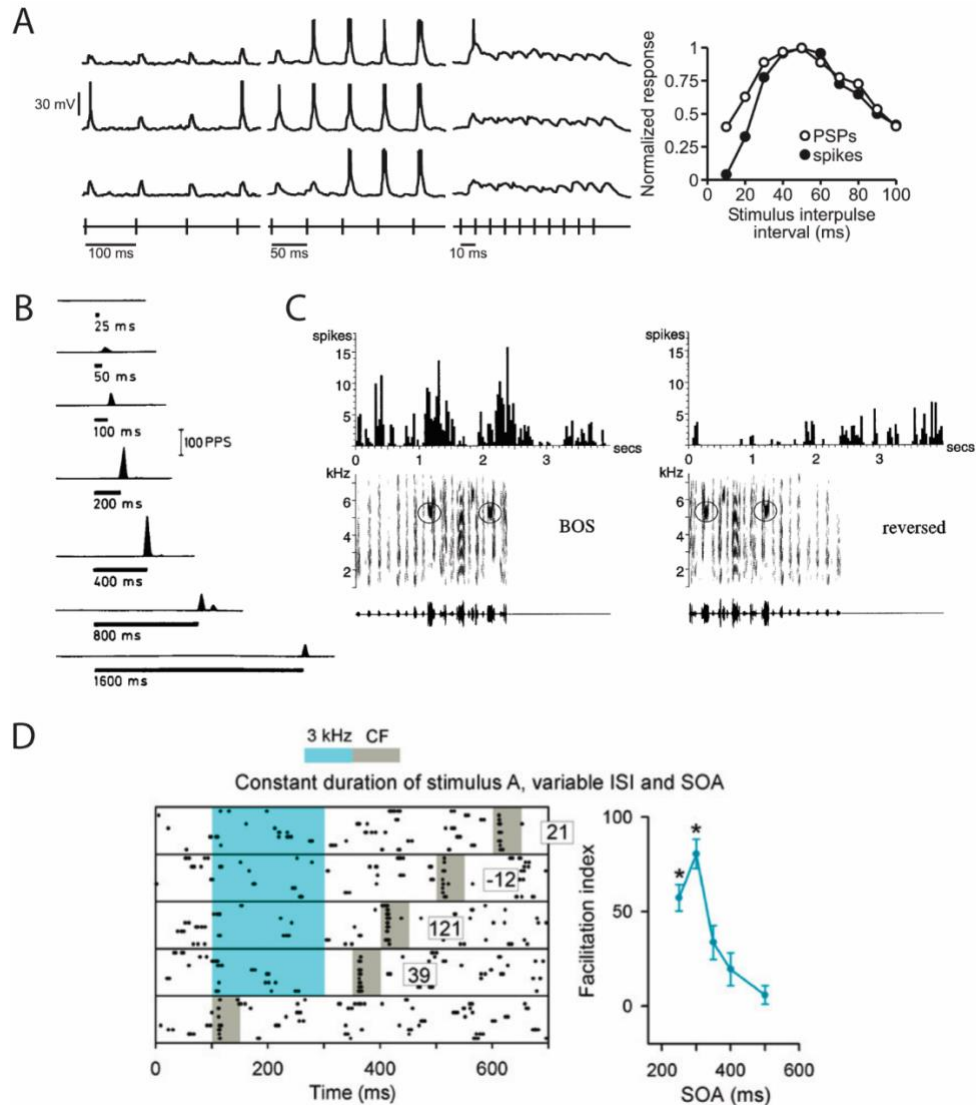 A
30 mV
100 ms
50 ms
10 ms
Normalized response
1
0.75
0.5
0.25
0
PSPs
spikes
0 20 40 60 80 100
Stimulus interpulse
interval (ms)
B
25 ms
50 ms
100 ms
100 PPS
200 ms
400 ms
800 ms
1600 ms
C
spikes
15
10
5
0 1 2 3 secs
kHz
6
4
2
BOS
spikes
15
10
5
0 1 2 3 secs
kHz
6
4
2
reversed
D
3 kHz CF
Constant duration of stimulus A, variable ISI and SOA
21
-12
121
39
0 200 400 600
Time (ms)
Facilitation index
100
50
0
* *
200 400 600
SOA (ms)